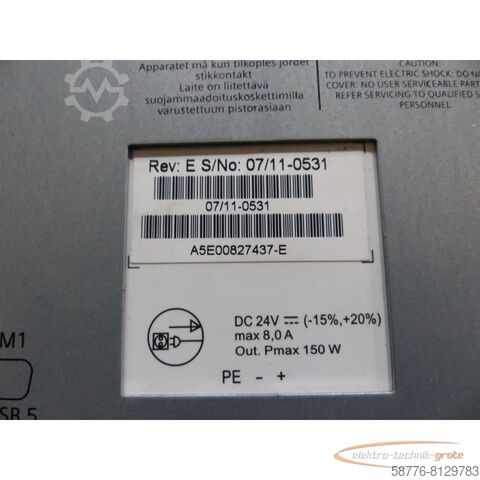 Apparatet må kun tilkoples jordet
stikkontakt
Laite on liitettävä
suojamaadoituskoskettimilla
varustettuun pistorasiaan
CAUTION:
TO PREVENT ELECTRIC SHOCK; DO NO
COVER. NO USER SERVICEABLE PART
REFER SERVICING TO QUALIFIED S
PERSONNEL
Rev: E S/No: 07/11-0531
07/11-0531
A5E00827437-E
DC 24V (-15%,+20%)
max 8,0 A
Out. Pmax 150 W
PE - +
M1
SB 5
elektro-technik-grote
58776-8129783